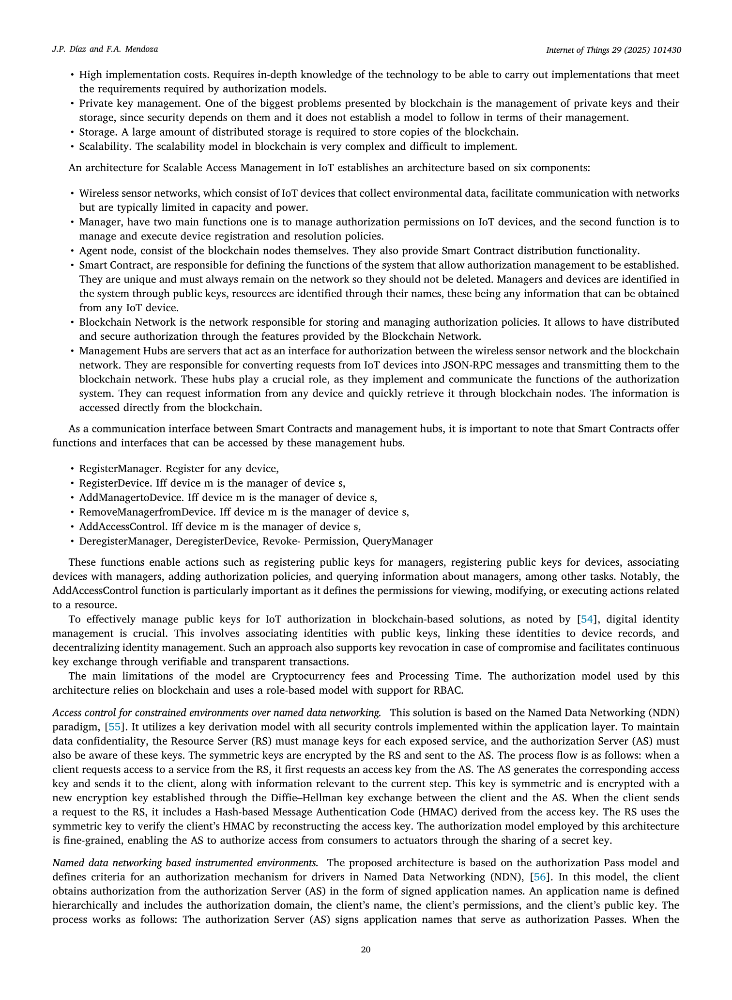 J.P. Díaz and F.A. Mendoza
Internet of Things 29 (2025) 101430
• High implementation costs. Requires in-depth knowledge of the technology to be able to carry out implementations that meet
the requirements required by authorization models.
• Private key management. One of the biggest problems presented by blockchain is the management of private keys and their
storage, since security depends on them and it does not establish a model to follow in terms of their management.
• Storage. A large amount of distributed storage is required to store copies of the blockchain.
• Scalability. The scalability model in blockchain is very complex and difficult to implement.
An architecture for Scalable Access Management in IoT establishes an architecture based on six components:
• Wireless sensor networks, which consist of IoT devices that collect environmental data, facilitate communication with networks
but are typically limited in capacity and power.
• Manager, have two main functions one is to manage authorization permissions on IoT devices, and the second function is to
manage and execute device registration and resolution policies.
• Agent node, consist of the blockchain nodes themselves. They also provide Smart Contract distribution functionality.
• Smart Contract, are responsible for defining the functions of the system that allow authorization management to be established.
They are unique and must always remain on the network so they should not be deleted. Managers and devices are identified in
the system through public keys, resources are identified through their names, these being any information that can be obtained
from any IoT device.
• Blockchain Network is the network responsible for storing and managing authorization policies. It allows to have distributed
and secure authorization through the features provided by the Blockchain Network.
• Management Hubs are servers that act as an interface for authorization between the wireless sensor network and the blockchain
network. They are responsible for converting requests from IoT devices into JSON-RPC messages and transmitting them to the
blockchain network. These hubs play a crucial role, as they implement and communicate the functions of the authorization
system. They can request information from any device and quickly retrieve it through blockchain nodes. The information is
accessed directly from the blockchain.
As a communication interface between Smart Contracts and management hubs, it is important to note that Smart Contracts offer
functions and interfaces that can be accessed by these management hubs.
• RegisterManager. Register for any device,
• RegisterDevice. Iff device m is the manager of device s,
• AddManagertoDevice. Iff device m is the manager of device s,
• RemoveManagerfromDevice. Iff device m is the manager of device s,
• AddAccessControl. Iff device m is the manager of device s,
• DeregisterManager, DeregisterDevice, Revoke- Permission, QueryManager
These functions enable actions such as registering public keys for managers, registering public keys for devices, associating
devices with managers, adding authorization policies, and querying information about managers, among other tasks. Notably, the
AddAccessControl function is particularly important as it defines the permissions for viewing, modifying, or executing actions related
to a resource.
To effectively manage public keys for IoT authorization in blockchain-based solutions, as noted by [54], digital identity
management is crucial. This involves associating identities with public keys, linking these identities to device records, and
decentralizing identity management. Such an approach also supports key revocation in case of compromise and facilitates continuous
key exchange through verifiable and transparent transactions.
The main limitations of the model are Cryptocurrency fees and Processing Time. The authorization model used by this
architecture relies on blockchain and uses a role-based model with support for RBAC.
Access control for constrained environments over named data networking. This solution is based on the Named Data Networking (NDN)
paradigm, [55]. It utilizes a key derivation model with all security controls implemented within the application layer. To maintain
data confidentiality, the Resource Server (RS) must manage keys for each exposed service, and the authorization Server (AS) must
also be aware of these keys. The symmetric keys are encrypted by the RS and sent to the AS. The process flow is as follows: when a
client requests access to a service from the RS, it first requests an access key from the AS. The AS generates the corresponding access
key and sends it to the client, along with information relevant to the current step. This key is symmetric and is encrypted with a
new encryption key established through the Diffie–Hellman key exchange between the client and the AS. When the client sends
a request to the RS, it includes a Hash-based Message Authentication Code (HMAC) derived from the access key. The RS uses the
symmetric key to verify the client's HMAC by reconstructing the access key. The authorization model employed by this architecture
is fine-grained, enabling the AS to authorize access from consumers to actuators through the sharing of a secret key.
Named data networking based instrumented environments. The proposed architecture is based on the authorization Pass model and
defines criteria for an authorization mechanism for drivers in Named Data Networking (NDN), [56]. In this model, the client
obtains authorization from the authorization Server (AS) in the form of signed application names. An application name is defined
hierarchically and includes the authorization domain, the client's name, the client's permissions, and the client's public key. The
process works as follows: The authorization Server (AS) signs application names that serve as authorization Passes. When the
20